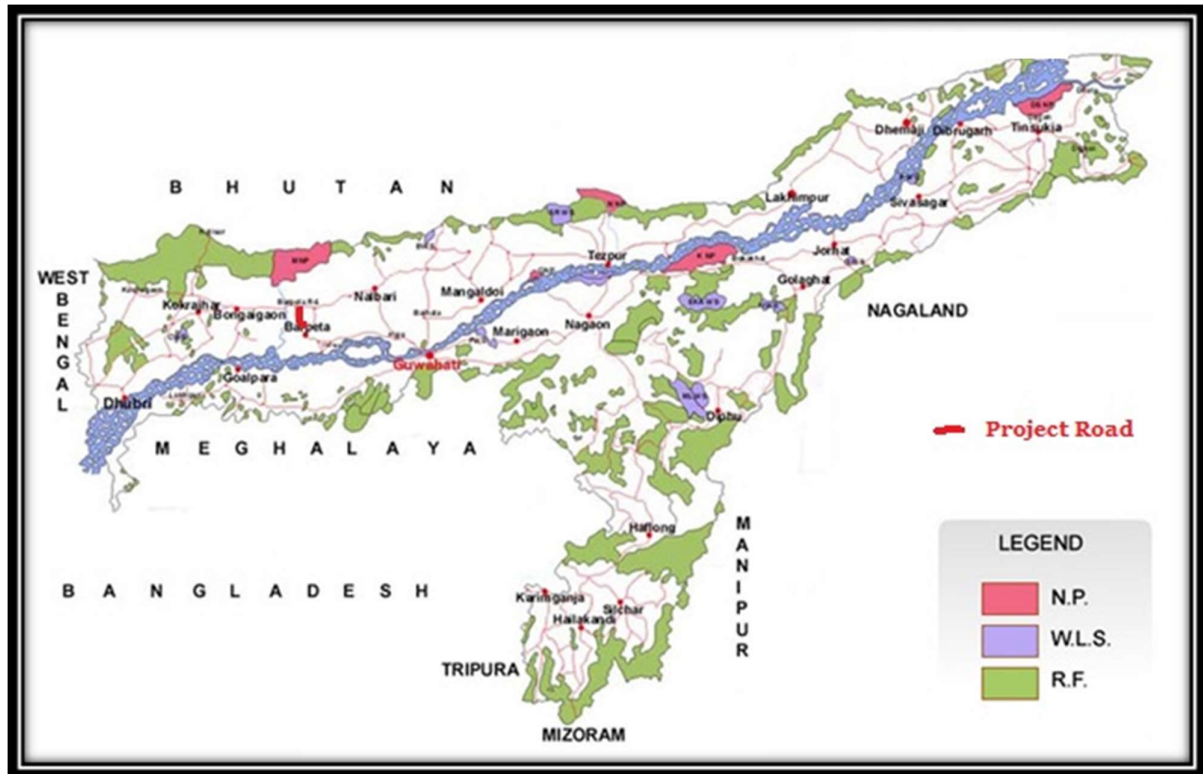 Dhemaji
Dibrugarh
Tinsukia
BHUTAN
Lakhimpur
Sivasagar
Tezpur
Jorhat
Golaghat
WEST
BENGAL
Kokrajhar
Bongaigaon
Nalbari
Mangaldoi
Barpeta
Marigaon
Nagaon
NAGALAND
Guwahati
Goalpara
Dhubri
Diphu
MEGHALAYA
Project Road
Haflong
MANIPUR
LEGEND
N.P.
W.L.S.
R.F.
BANGLADESH
Karimganja
Silchar
Hailakandi
TRIPURA
MIZORAM